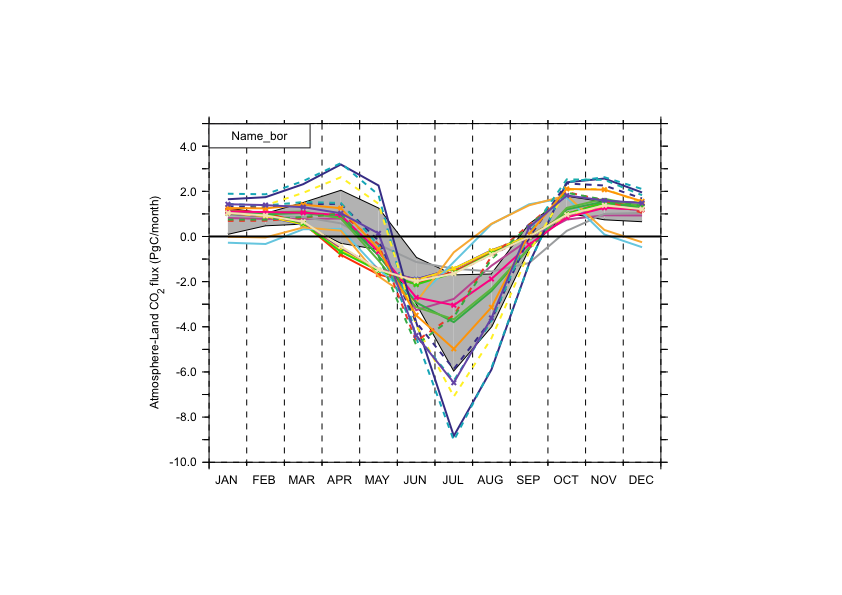 Name_bor
4.0
2.0
0.0
-2.0
-4.0
-6.0
-8.0
-10.0
Atmosphere-Land CO2 flux (PgC/month)
JAN FEB MAR APR MAY JUN JUL AUG SEP OCT NOV DEC